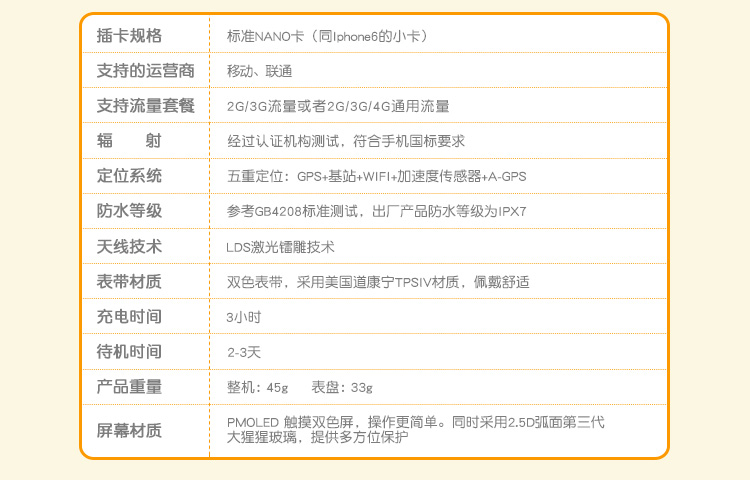 插卡规格 标准NANO卡（同Iphone6的小卡）
支持的运营商 移动、联通
支持流量套餐 2G/3G流量或者2G/3G/4G通用流量
辐 射 经过认证机构测试，符合手机国标要求
定位系统 五重定位：GPS+基站+WIFI+加速度传感器+A-GPS
防水等级 参考GB4208标准测试，出厂产品防水等级为IPX7
天线技术 LDS激光镭雕技术
表带材质 双色表带，采用美国道康宁TPSIV材质，佩戴舒适
充电时间 3小时
待机时间 2-3天
产品重量 整机：45g 表盘：33g
屏幕材质 PMOLED 触摸双色屏，操作更简单。同时采用2.5D弧面第三代
大猩猩玻璃，提供多方位保护